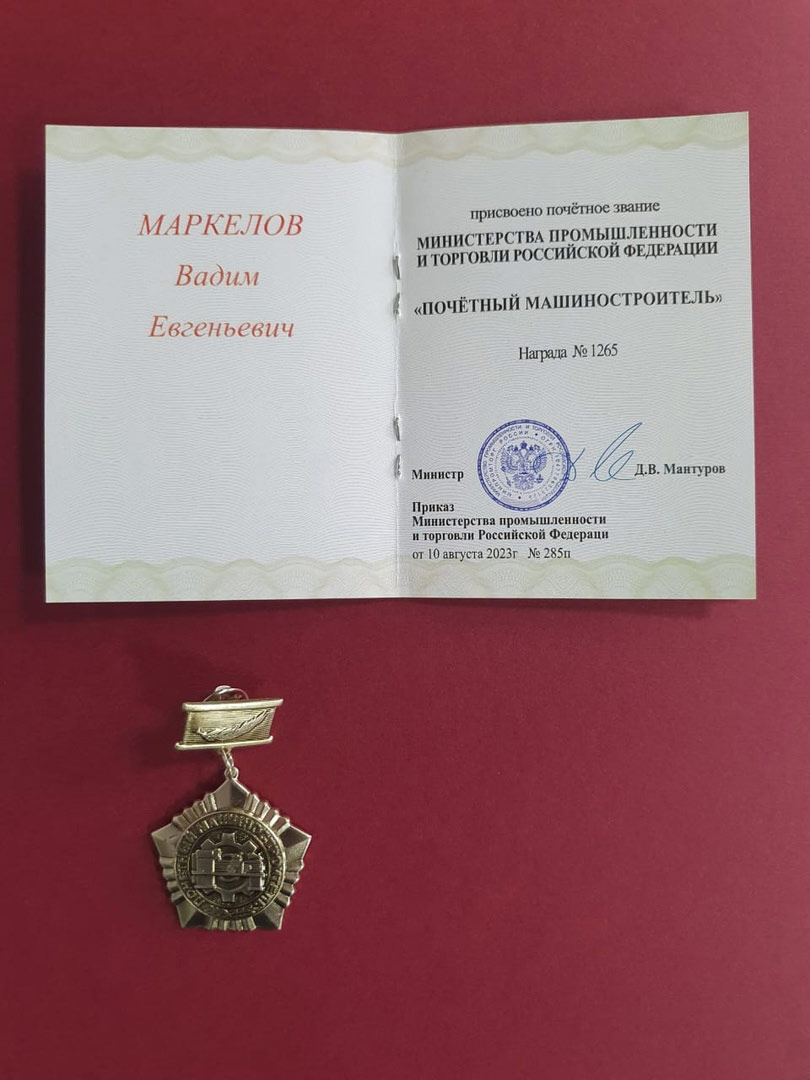 МАРКЕЛОВ
Вадим
Евгеньевич
присвоено почётное звание
МИНИСТЕРСТВА ПРОМЫШЛЕННОСТИ
И ТОРГОВЛИ РОССИЙСКОЙ ФЕДЕРАЦИИ
«ПОЧЁТНЫЙ МАШИНОСТРОИТЕЛЬ»
Награда № 1265
Министр
Д.В. Мантуров
Приказ
Министерства промышленности
и торговли Российской Федераци
от 10 августа 2023г № 285п